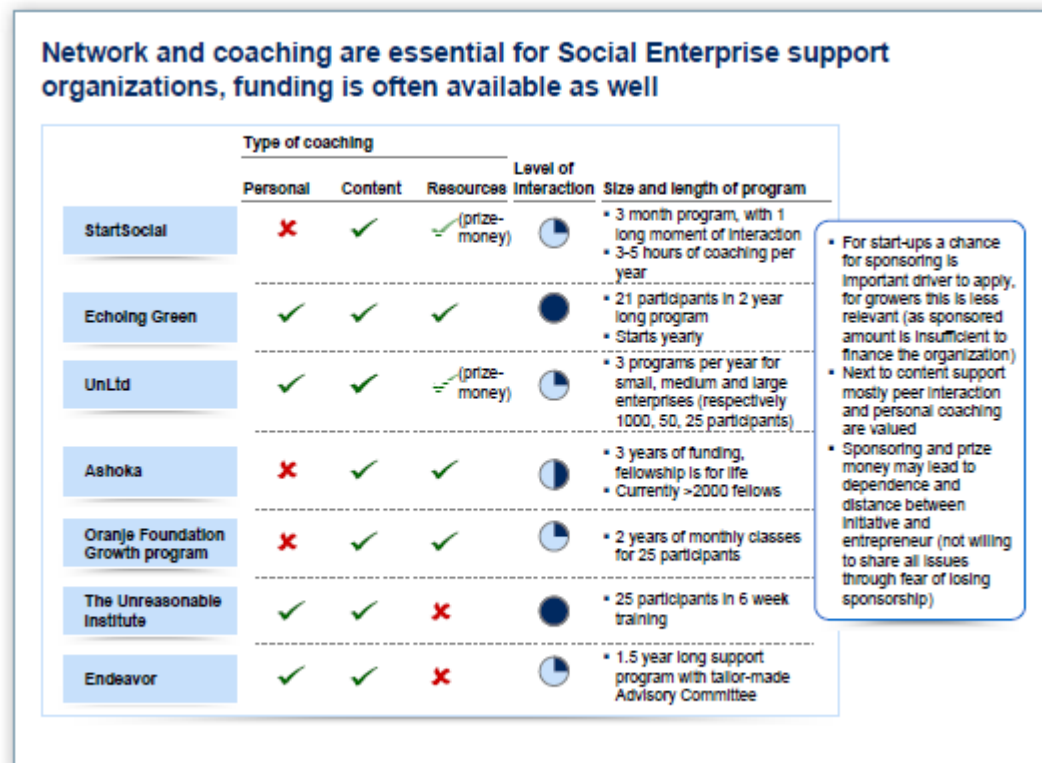 Network and coaching are essential for Social Enterprise support
organizations, funding is often available as well
Type of coaching
Personal
Content
Resources
Level of
Interaction
Size and length of program
StartSocial
(prize-
money)
▪ 3 month program, with 1
long moment of interaction
▪ 3-5 hours of coaching per
year
Echoing Green
▪ 21 participants in 2 year
long program
▪ Starts yearly
UnLtd
(prize-
money)
▪ 3 programs per year for
small, medium and large
enterprises (respectively
1000, 50, 25 participants)
Ashoka
▪ 3 years of funding,
fellowship is for life
▪ Currently >2000 fellows
Oranje Foundation
Growth program
▪ 2 years of monthly classes
for 25 participants
The Unreasonable
Institute
▪ 25 participants in 6 week
training
Endeavor
▪ 1.5 year long support
program with tailor-made
Advisory Committee
▪ For start-ups a chance
for sponsoring is
important driver to apply,
for growers this is less
relevant (as sponsored
amount is insufficient to
finance the organization)
▪ Next to content support
mostly peer interaction
and personal coaching
are valued
▪ Sponsoring and prize
money may lead to
dependence and
distance between
initiative and
entrepreneur (not willing
to share all issues
through fear of losing
sponsorship)